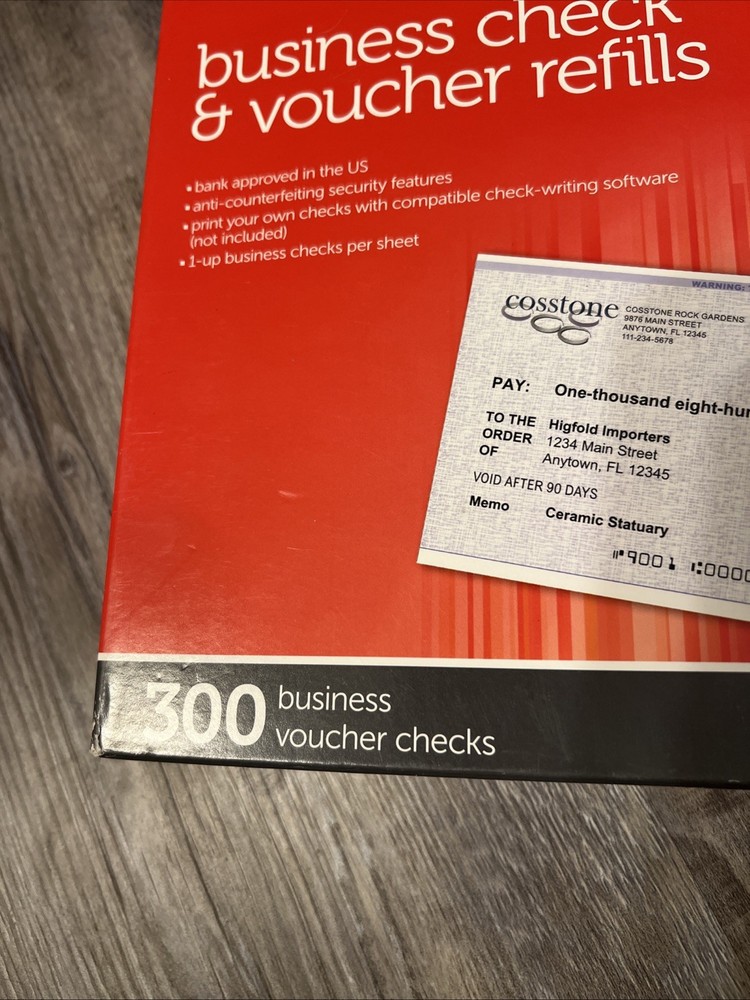 business check
& voucher refills
▪ bank approved in the US
▪ anti-counterfeiting security features
▪ print your own checks with compatible check-writing software
(not included)
▪ 1-up business checks per sheet
WARNING:
cosstone
COSSTONE ROCK GARDENS
9876 MAIN STREET
ANYTOWN, FL 12345
111-234-5678
PAY: One-thousand eight-hu
TO THE
ORDER
OF
Higfold Importers
1234 Main Street
Anytown, FL 12345
VOID AFTER 90 DAYS
Memo Ceramic Statuary
⑈9001 ⑆0000
300 business
voucher checks